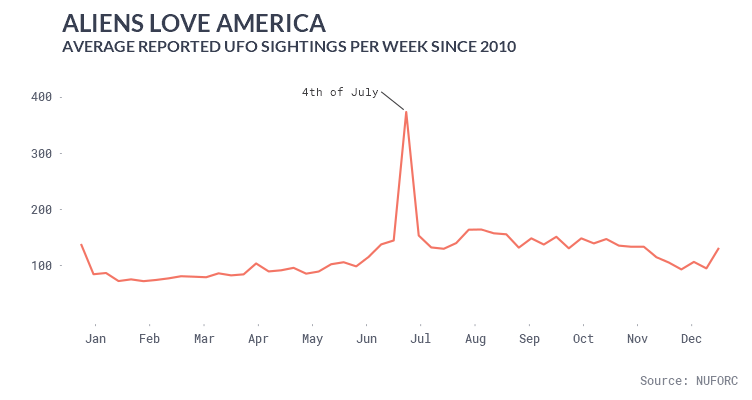 ALIENS LOVE AMERICA
AVERAGE REPORTED UFO SIGHTINGS PER WEEK SINCE 2010
4th of July
400
300
200
100
Jan Feb Mar Apr May Jun Jul Aug Sep Oct Nov Dec
Source: NUFORC